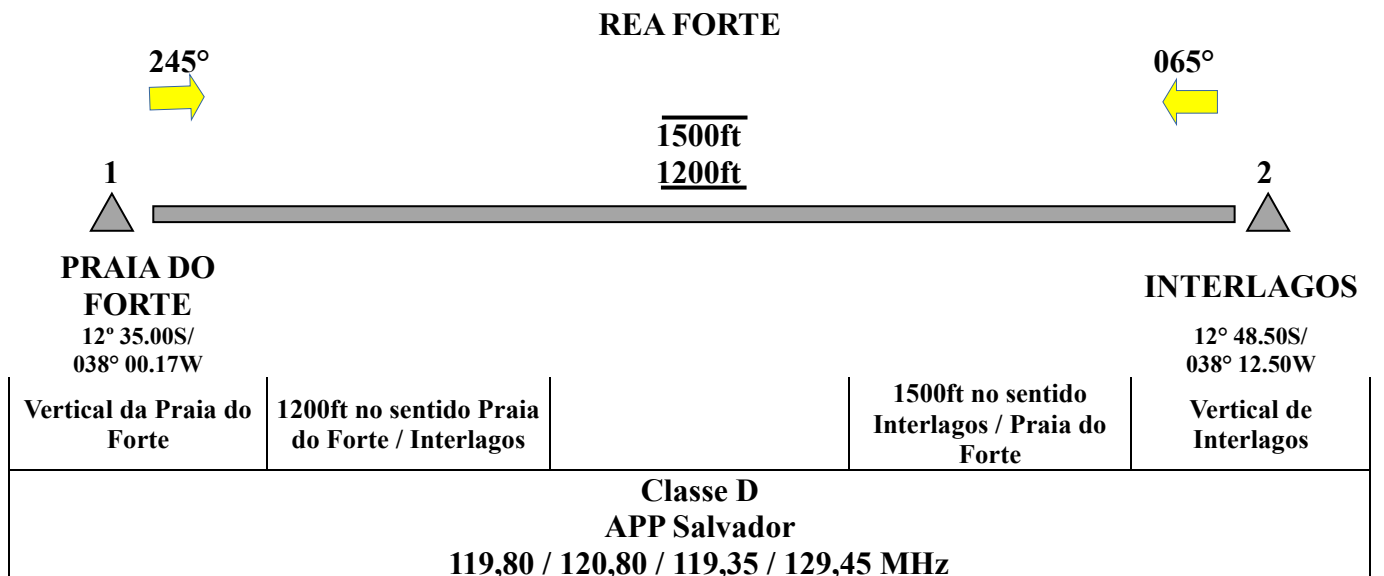 REA FORTE
245°
065°
1500ft
1200ft
1
2
PRAIA DO
FORTE
12º 35.00S/
038° 00.17W
INTERLAGOS
12° 48.50S/
038° 12.50W
Vertical da Praia do
Forte
1200ft no sentido Praia
do Forte / Interlagos
1500ft no sentido
Interlagos / Praia do
Forte
Vertical de
Interlagos
Classe D
APP Salvador
119,80 / 120,80 / 119,35 / 129,45 MHz